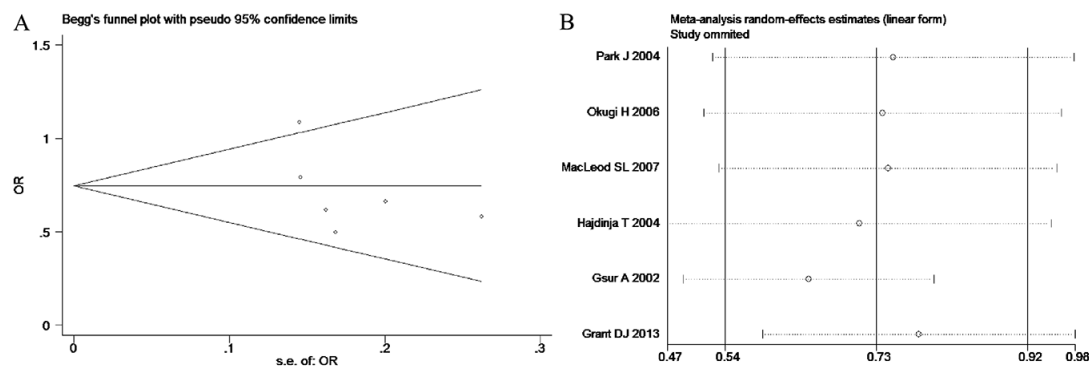 A
Begg's funnel plot with pseudo 95% confidence limits
1.5
1
.5
0
OR
0
.1
.2
.3
s.e. of: OR
B
Meta-analysis random-effects estimates (linear form)
Study ommited
Park J 2004
Okugi H 2006
MacLeod SL 2007
Hajdinja T 2004
Gsur A 2002
Grant DJ 2013
0.47
0.54
0.73
0.92
0.98